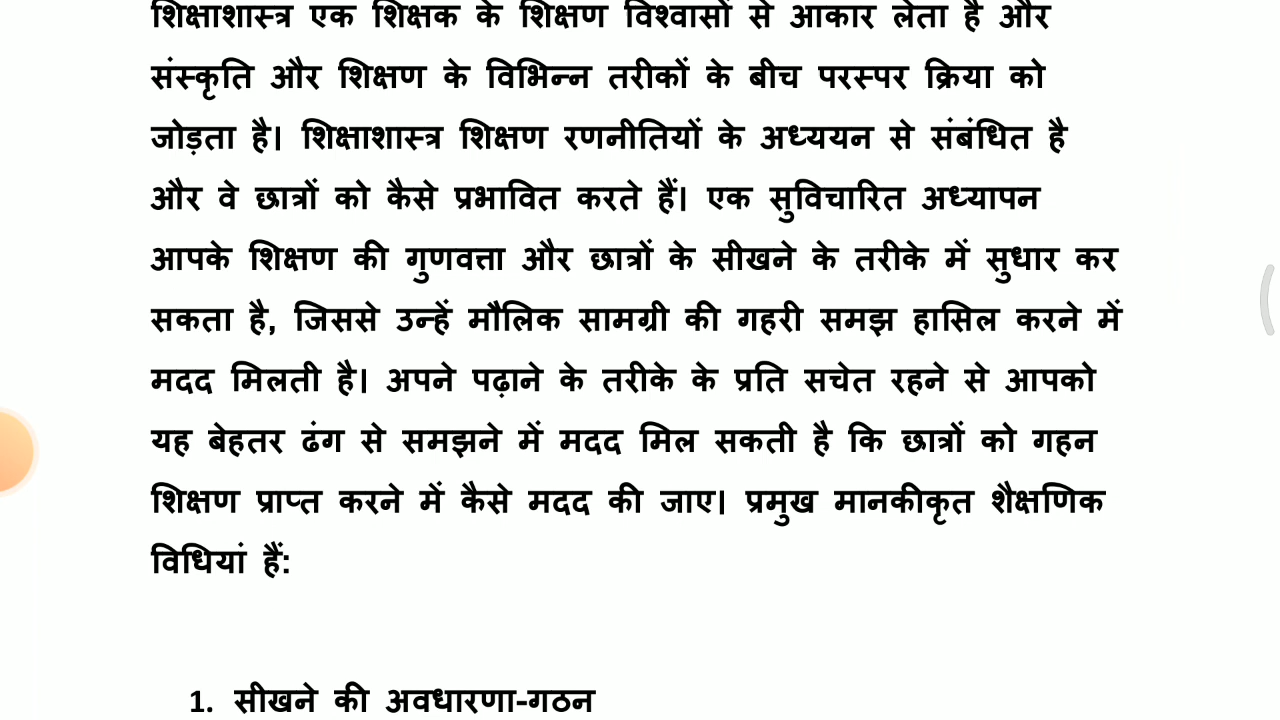 शिक्षाशास्त्र एक शिक्षक के शिक्षण विश्वासों से आकार लेता है और
संस्कृति और शिक्षण के विभिन्न तरीकों के बीच परस्पर क्रिया को
जोड़ता है। शिक्षाशास्त्र शिक्षण रणनीतियों के अध्ययन से संबंधित है
और वे छात्रों को कैसे प्रभावित करते हैं। एक सुविचारित अध्यापन
आपके शिक्षण की गुणवत्ता और छात्रों के सीखने के तरीके में सुधार कर
सकता है, जिससे उन्हें मौलिक सामग्री की गहरी समझ हासिल करने में
मदद मिलती है। अपने पढ़ाने के तरीके के प्रति सचेत रहने से आपको
यह बेहतर ढंग से समझने में मदद मिल सकती है कि छात्रों को गहन
शिक्षण प्राप्त करने में कैसे मदद की जाए। प्रमुख मानकीकृत शैक्षणिक
विधियां हैं:
1. सीखने की अवधारणा-गठन